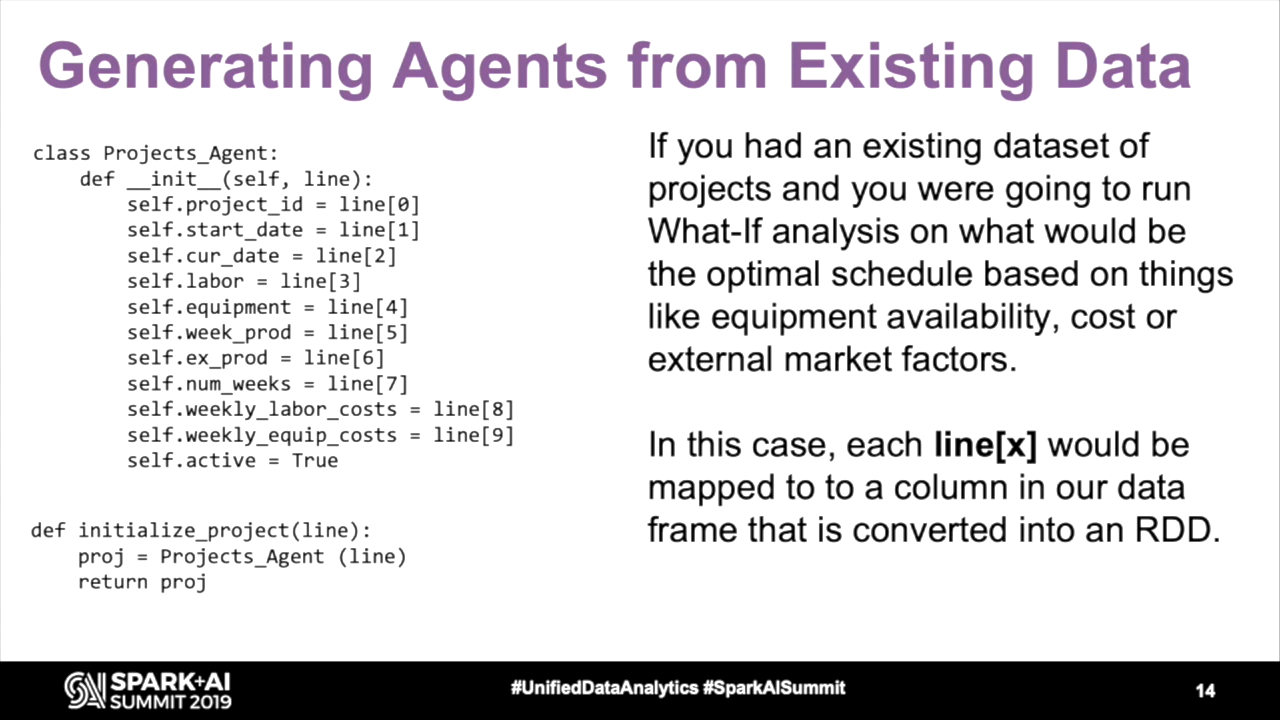 Generating Agents from Existing Data
class Projects_Agent:
    def __init__(self, line):
        self.project_id = line[0]
        self.start_date = line[1]
        self.cur_date = line[2]
        self.labor = line[3]
        self.equipment = line[4]
        self.week_prod = line[5]
        self.ex_prod = line[6]
        self.num_weeks = line[7]
        self.weekly_labor_costs = line[8]
        self.weekly_equip_costs = line[9]
        self.active = True
def initialize_project(line):
    proj = Projects_Agent (line)
    return proj
If you had an existing dataset of
projects and you were going to run
What-If analysis on what would be
the optimal schedule based on things
like equipment availability, cost or
external market factors.
In this case, each line[x] would be
mapped to to a column in our data
frame that is converted into an RDD.
SPARK+AI
SUMMIT 2019
#UnifiedDataAnalytics #SparkAISummit
14